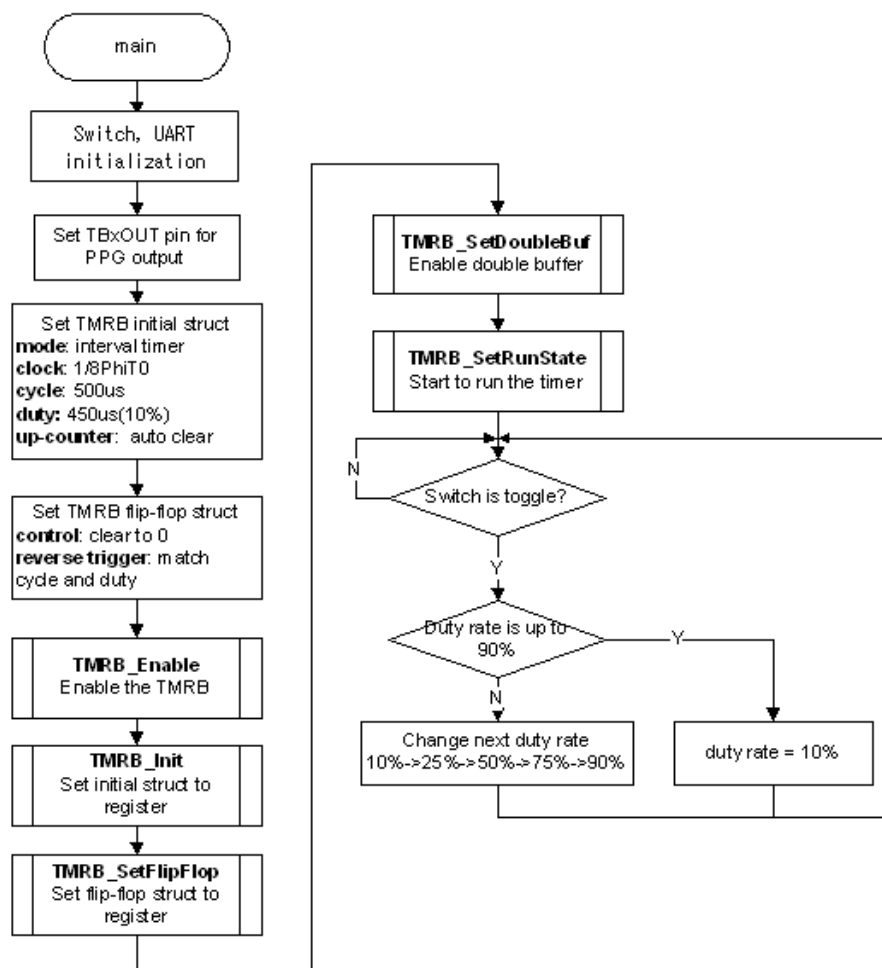 main
Switch, UART
initialization
Set TBxOUT pin for
PPG output
Set TMRB initial struct
mode: interval timer
clock: 1/8PhiT0
cycle: 500us
duty: 450us(10%)
up-counter: auto clear
Set TMRB flip-flop struct
control: clear to 0
reverse trigger: match
cycle and duty
TMRB_Enable
Enable the TMRB
TMRB_Init
Set initial struct to
register
TMRB_SetFlipFlop
Set flip-flop struct to
register
TMRB_SetDoubleBuf
Enable double buffer
TMRB_SetRunState
Start to run the timer
N
Switch is toggle?
Y
Duty rate is up to
90%
Y
N
Change next duty rate
10%->25%->50%->75%->90%
duty rate = 10%